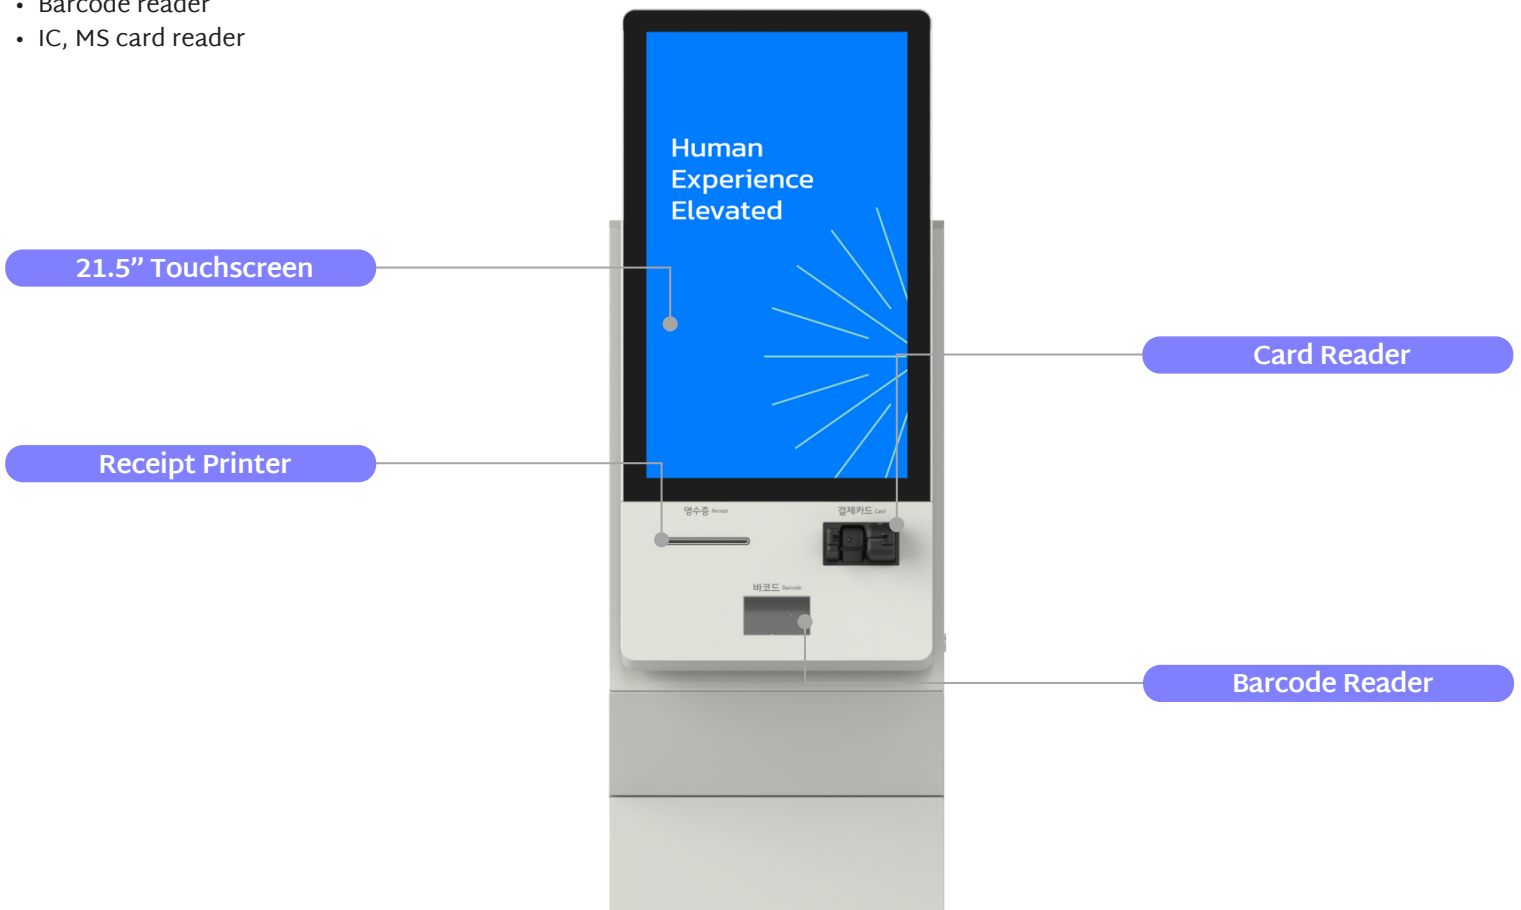 • Barcode reader
• IC, MS card reader
Human
Experience
Elevated
21.5” Touchscreen
Card Reader
Receipt Printer
영수증 Receipt
결제카드 Card
바코드 Barcode
Barcode Reader